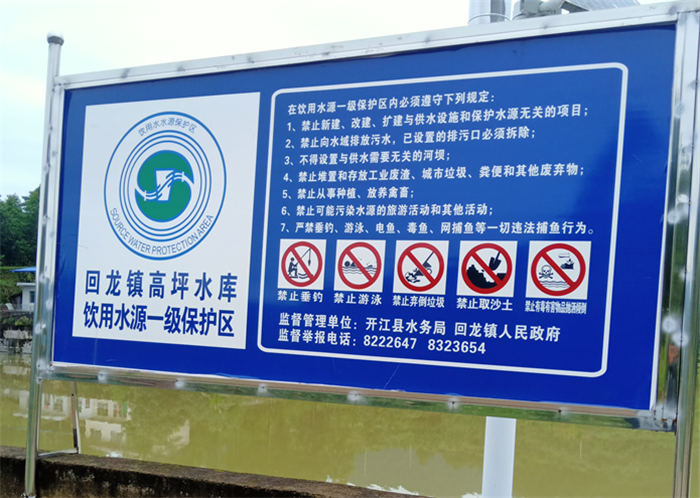 饮用水水源保护区
SOURCE WATER PROTECTION AREA
回龙镇高坪水库
饮用水源一级保护区
在饮用水源一级保护区内必须遵守下列规定：
1、禁止新建、改建、扩建与供水设施和保护水源无关的项目；
2、禁止向水域排放污水，已设置的排污口必须拆除；
3、不得设置与供水需要无关的河坝；
4、禁止堆置和存放工业废渣、城市垃圾、粪便和其他废弃物；
5、禁止从事种植、放养禽畜；
6、禁止可能污染水源的旅游活动和其他活动；
7、严禁垂钓、游泳、电鱼、毒鱼、网捕鱼等一切违法捕鱼行为。
禁止垂钓 禁止游泳 禁止弃倒垃圾 禁止取沙土 禁止有毒有害物品抛洒倾倒
监督管理单位：开江县水务局 回龙镇人民政府
监督举报电话：8222647 8323654